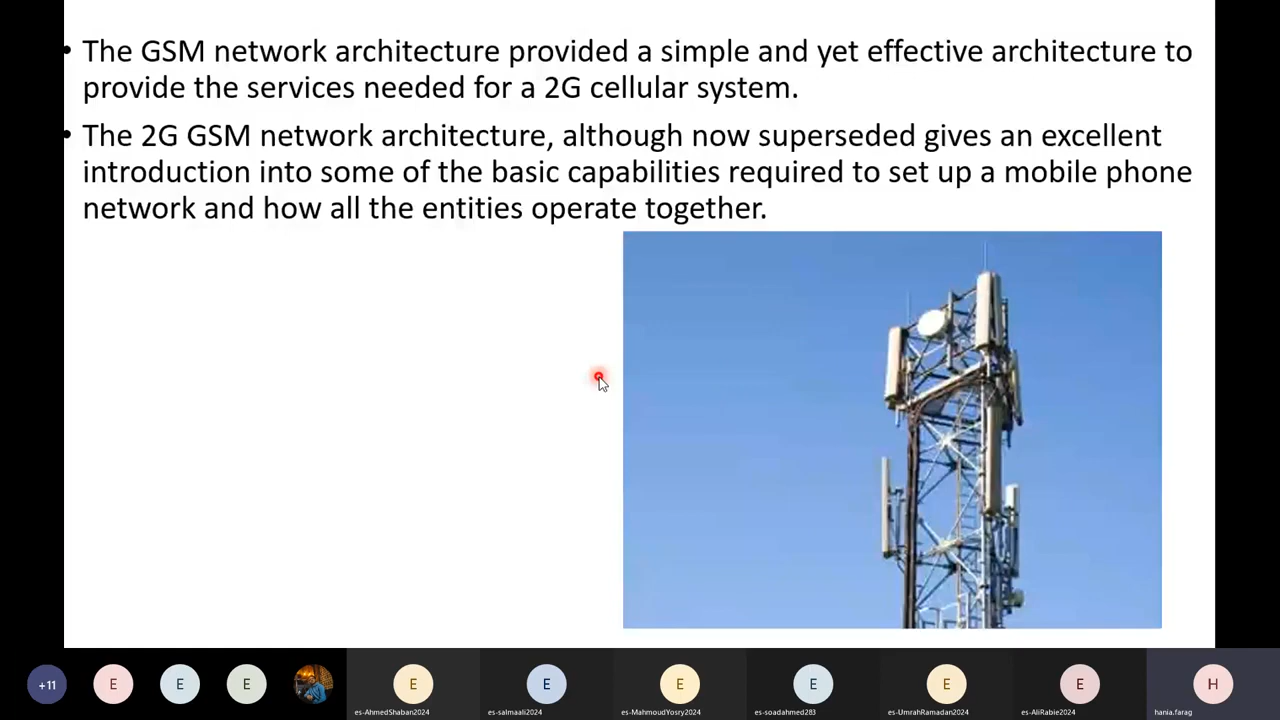 • The GSM network architecture provided a simple and yet effective architecture to
provide the services needed for a 2G cellular system.
• The 2G GSM network architecture, although now superseded gives an excellent
introduction into some of the basic capabilities required to set up a mobile phone
network and how all the entities operate together.
+11 E E E E E E E E E H
es-AhmedShaban2024 es-salmaali2024 es-MahmoudYosry2024 es-soadahmed283 es-UmrahRamadan2024 es-AliRabie2024 hania.farag